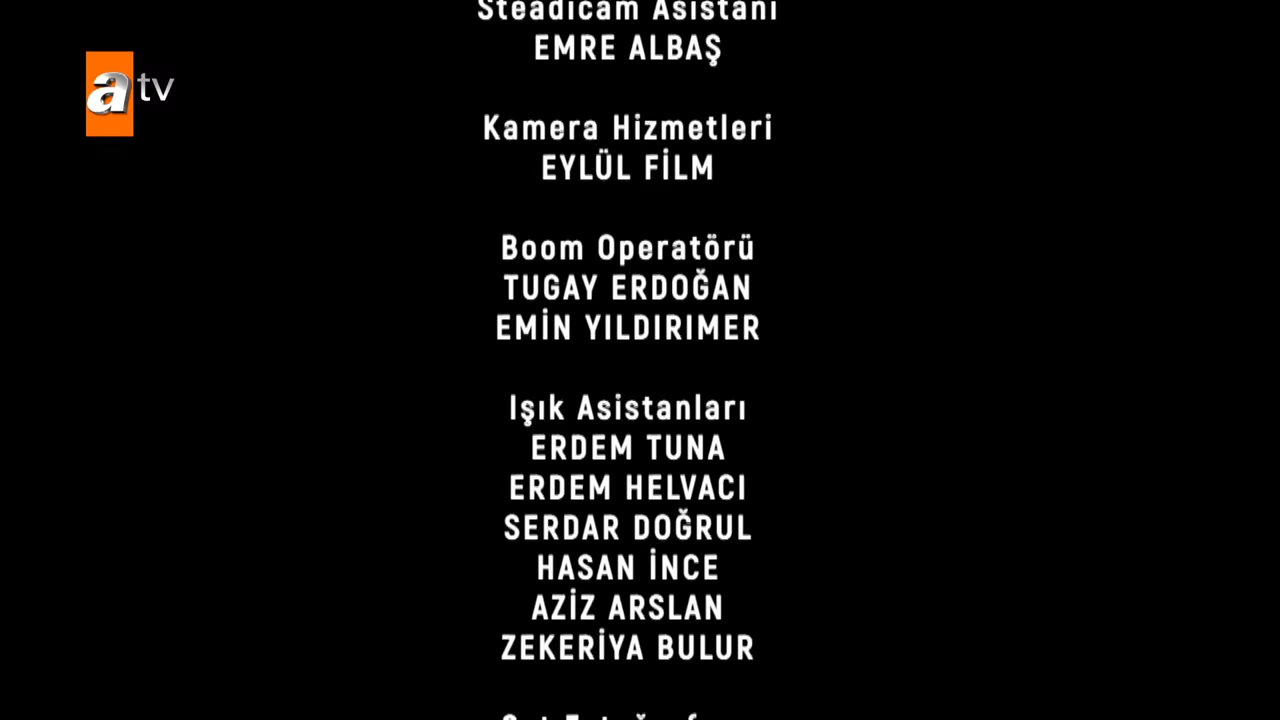 Steadicam Asistanı
EMRE ALBAŞ
atv
Kamera Hizmetleri
EYLÜL FİLM
Boom Operatörü
TUGAY ERDOĞAN
EMİN YILDIRIMER
Işık Asistanları
ERDEM TUNA
ERDEM HELVACI
SERDAR DOĞRUL
HASAN İNCE
AZİZ ARSLAN
ZEKERİYA BULUR